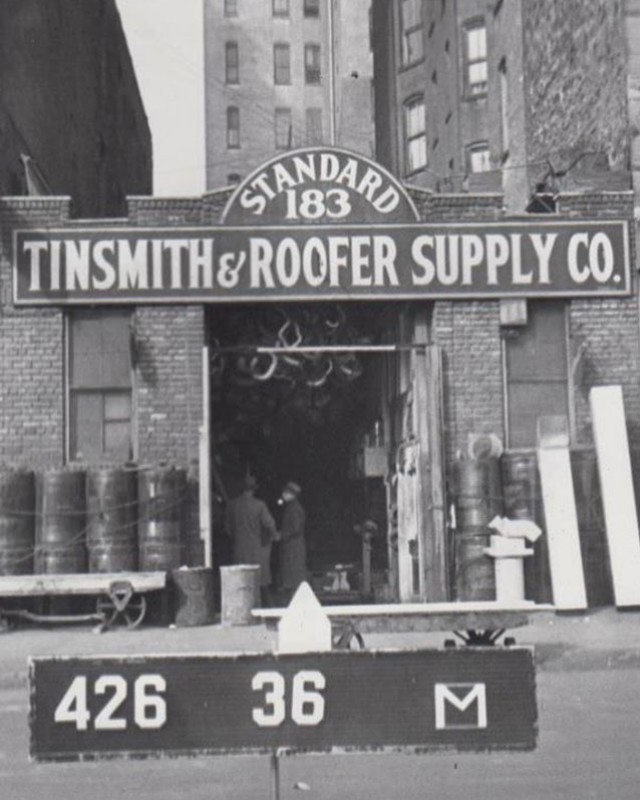 STANDARD
183
TINSMITH & ROOFER SUPPLY CO.
426 36 M